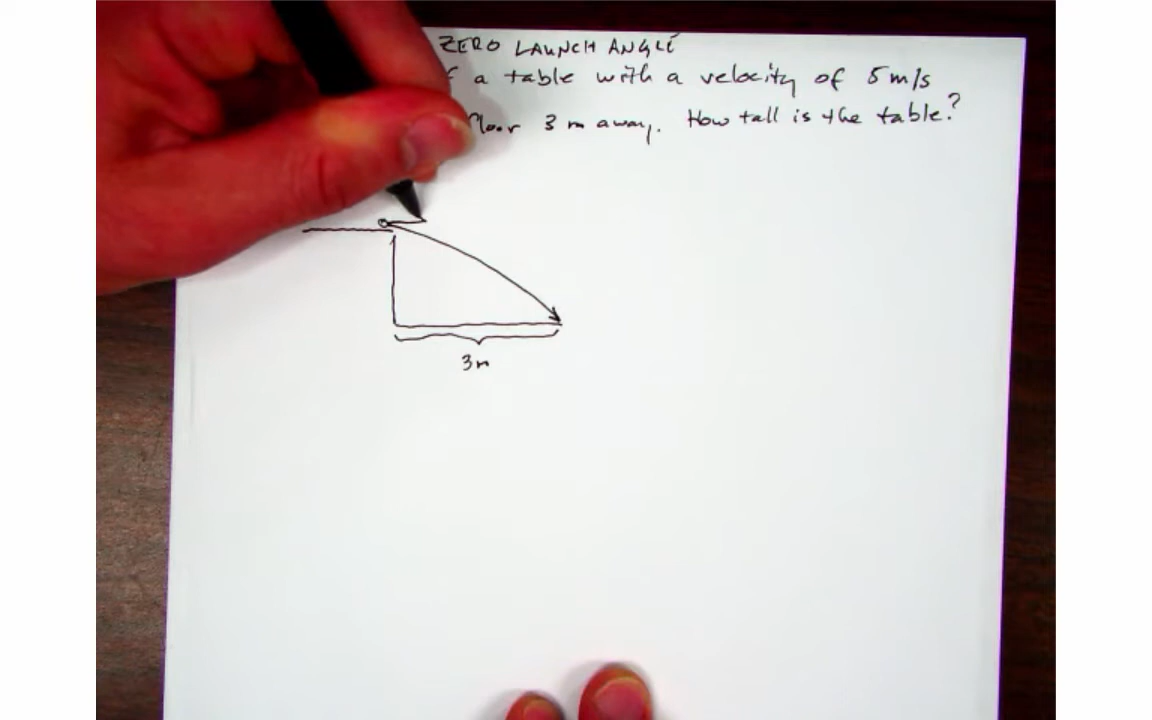 ZERO LAUNCH ANGLE
f a table with a velocity of 5 m/s
floor 3 m away. How tall is the table?
3m